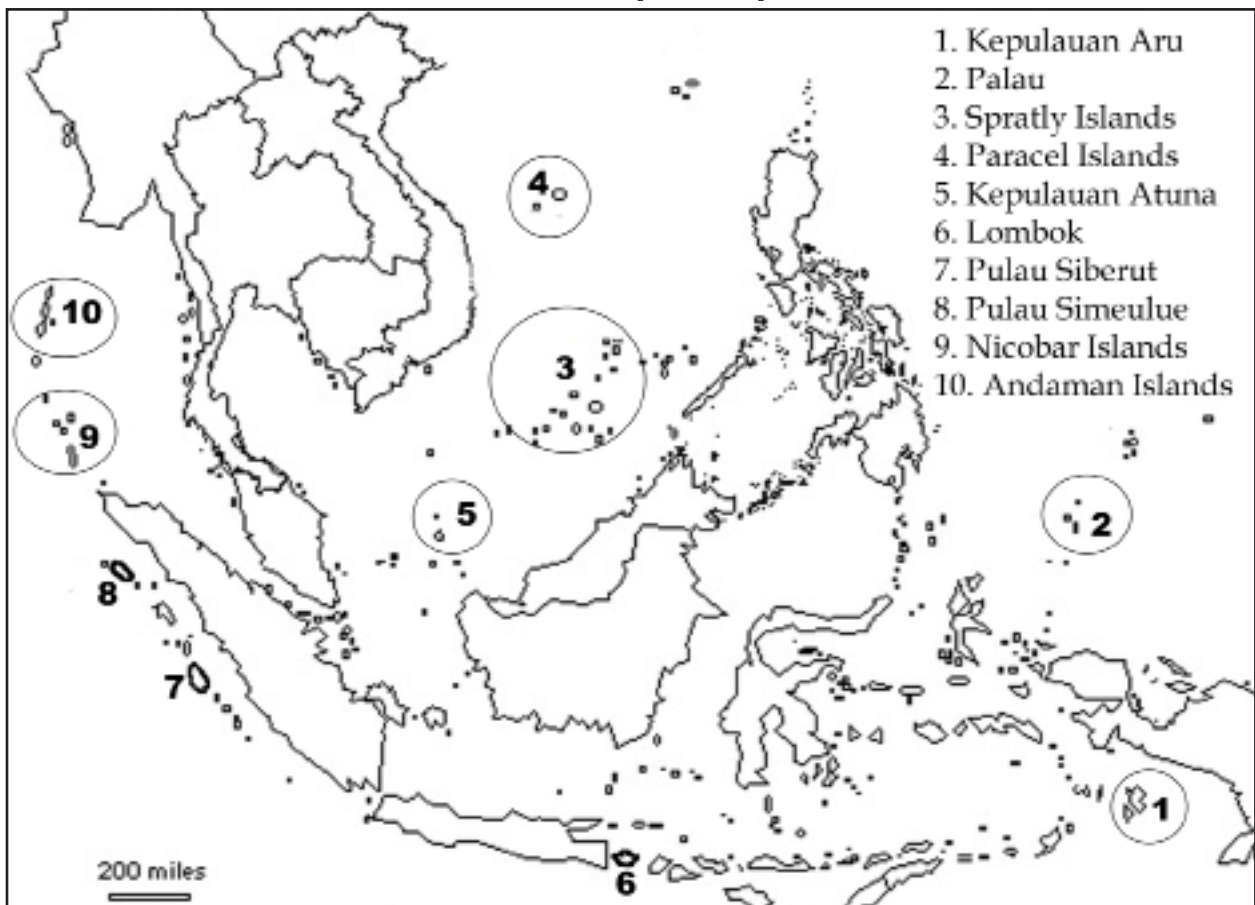 1. Kepulauan Aru
2. Palau
3. Spratly Islands
4. Paracel Islands
5. Kepulauan Atuna
6. Lombok
7. Pulau Siberut
8. Pulau Simeulue
9. Nicobar Islands
10. Andaman Islands
4
10
3
9
5
2
8
7
1
6
200 miles